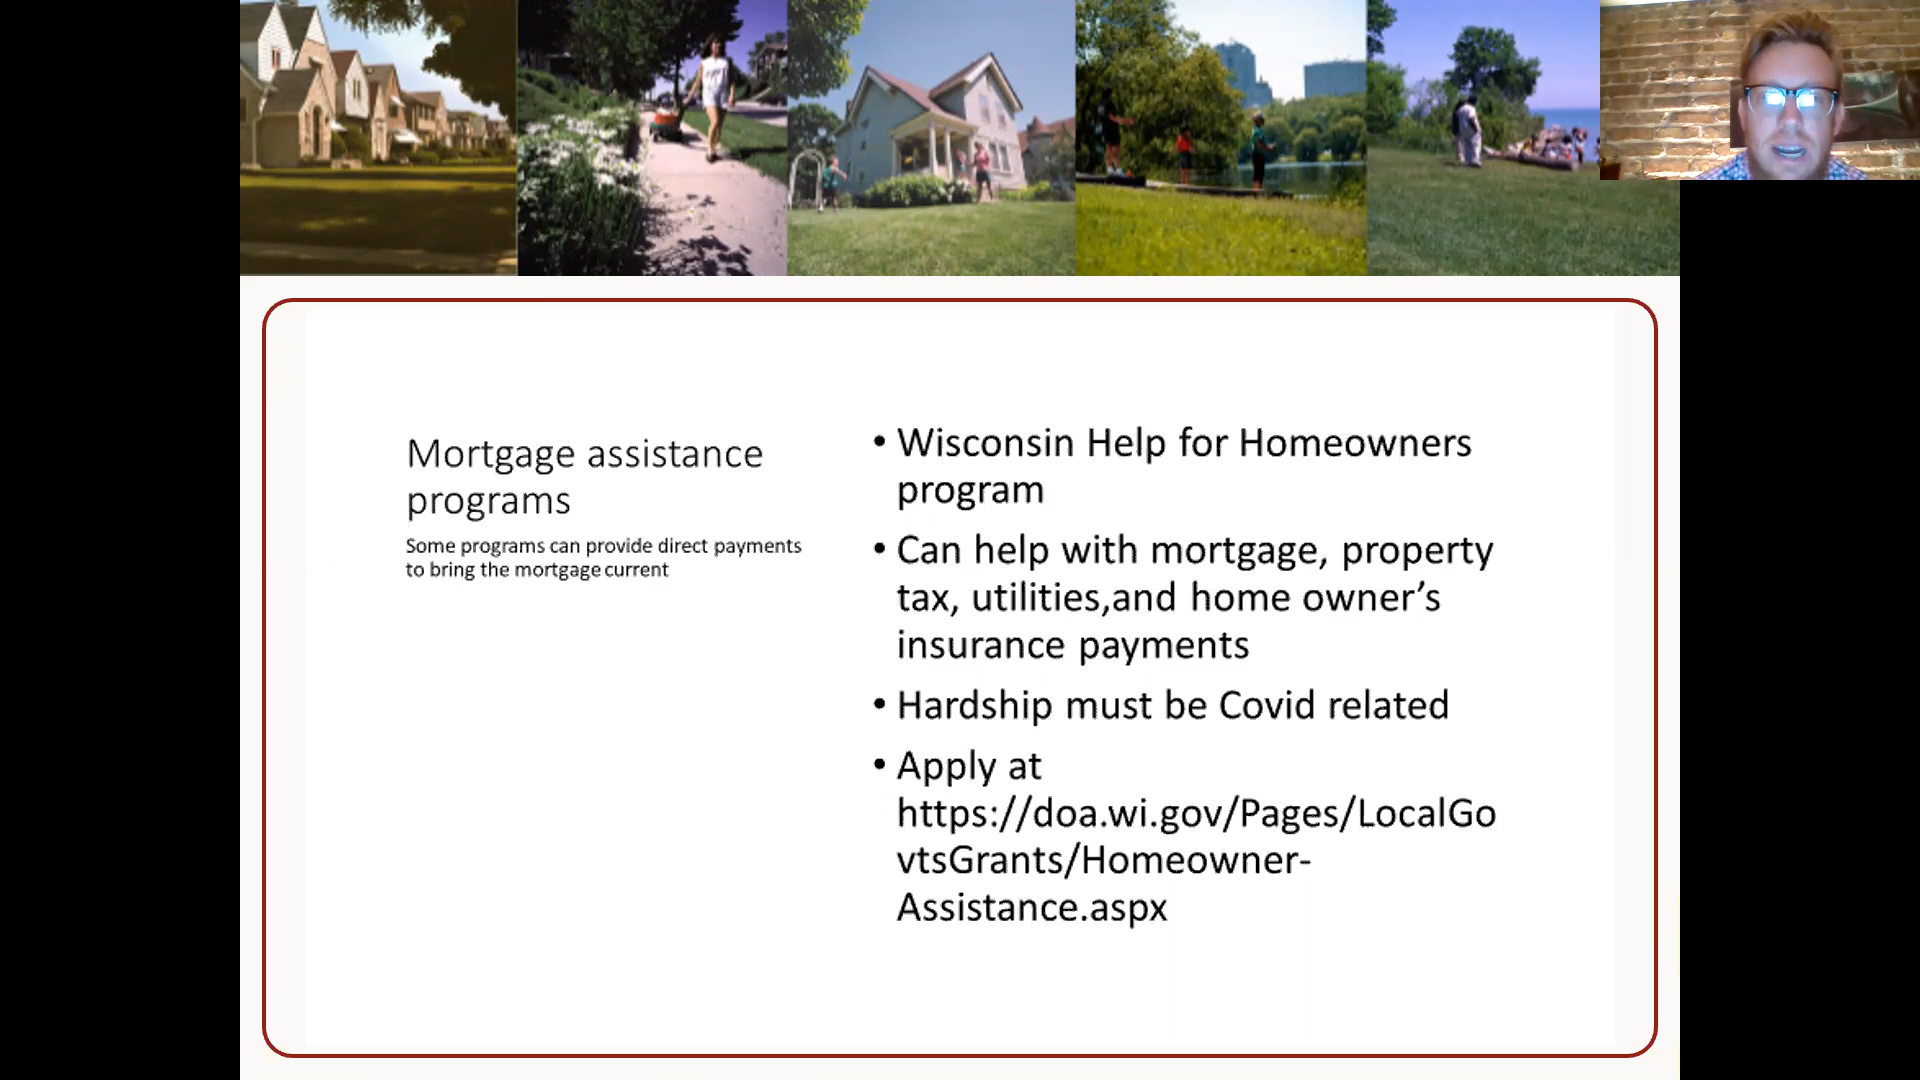 Mortgage assistance
programs
Some programs can provide direct payments
to bring the mortgage current
• Wisconsin Help for Homeowners
program
• Can help with mortgage, property
tax, utilities,and home owner’s
insurance payments
• Hardship must be Covid related
• Apply at
https://doa.wi.gov/Pages/LocalGo
vtsGrants/Homeowner-
Assistance.aspx